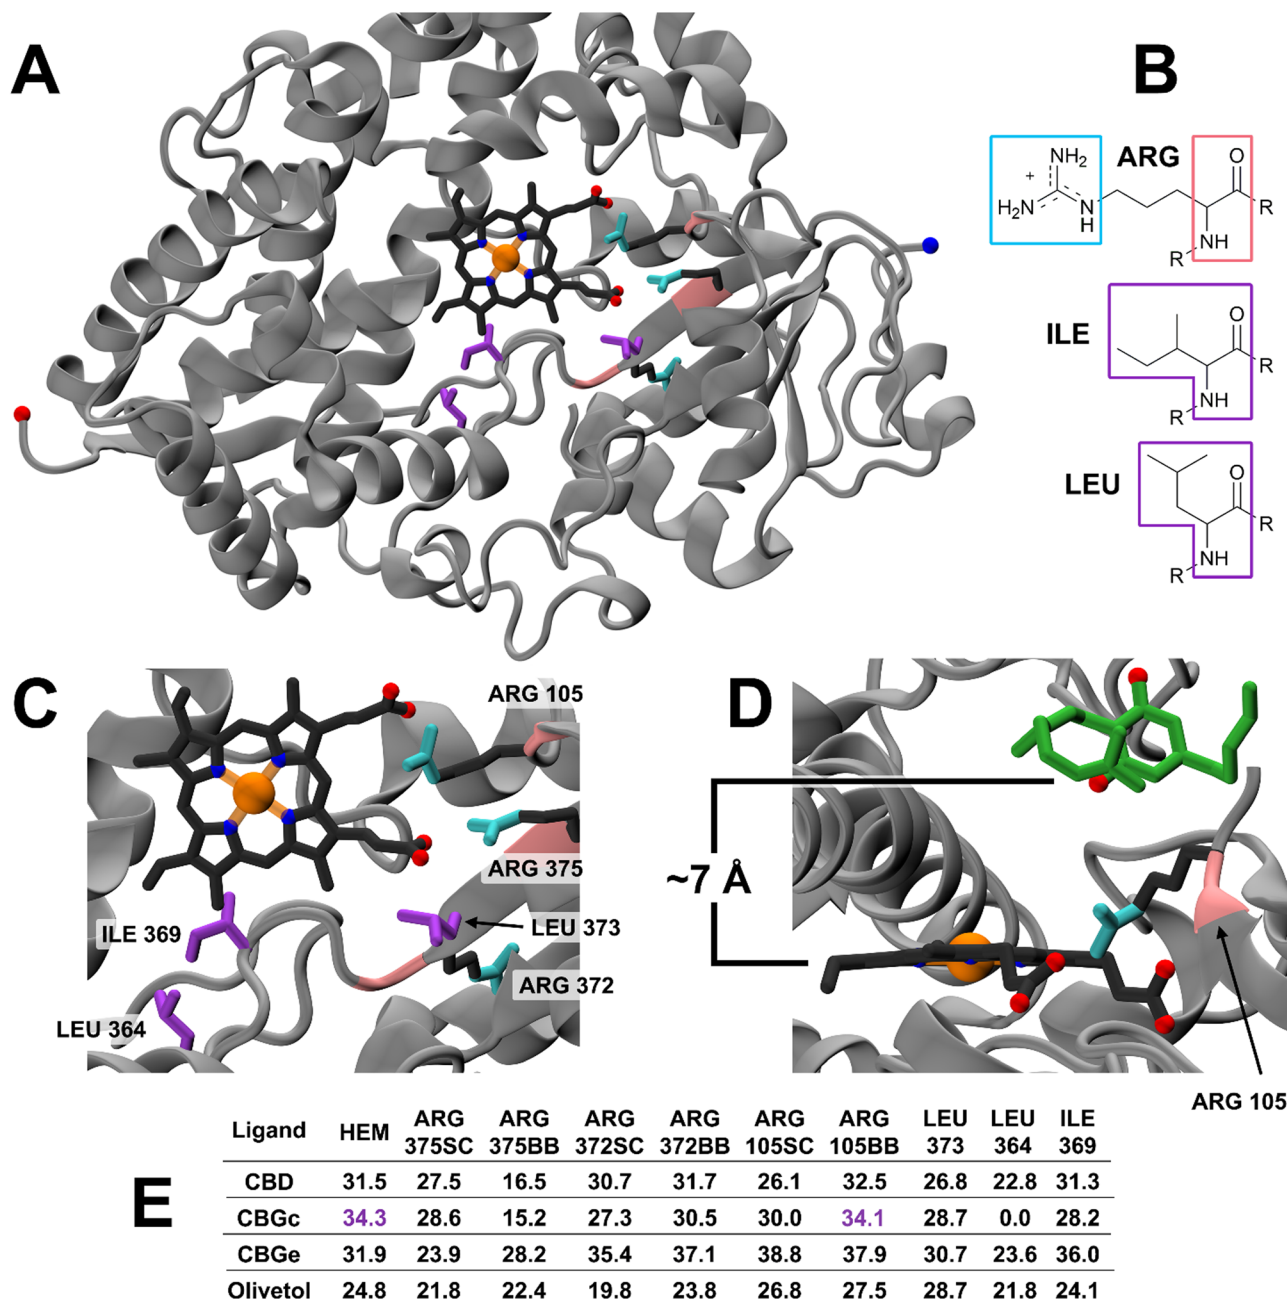 A
B
NH2
ARG
O
+
H2N
N
H
R
NH
R
ILE
O
R
NH
R
LEU
O
R
NH
R
C
ARG 105
D
ARG 375
~7 Å
ILE 369
LEU 373
ARG 372
LEU 364
ARG 105
E
Ligand HEM ARG 375SC ARG 375BB ARG 372SC ARG 372BB ARG 105SC ARG 105BB LEU 373 LEU 364 ILE 369
CBD 31.5 27.5 16.5 30.7 31.7 26.1 32.5 26.8 22.8 31.3
CBGc 34.3 28.6 15.2 27.3 30.5 30.0 34.1 28.7 0.0 28.2
CBGe 31.9 23.9 28.2 35.4 37.1 38.8 37.9 30.7 23.6 36.0
Olivetol 24.8 21.8 22.4 19.8 23.8 26.8 27.5 28.7 21.8 24.1